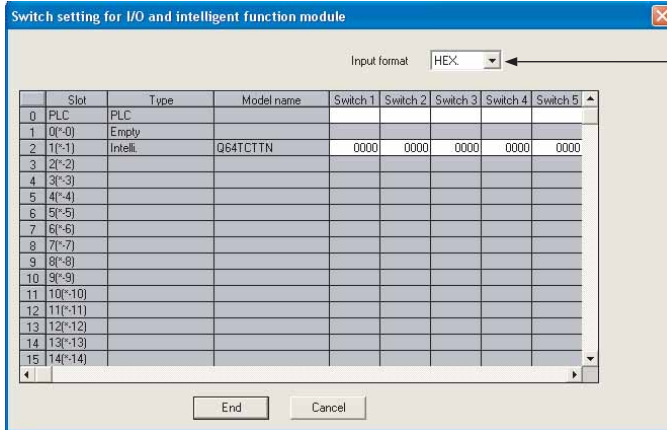 Switch setting for I/O and intelligent function module
Input format HEX.
Slot Type Model name Switch 1 Switch 2 Switch 3 Switch 4 Switch 5
0 PLC PLC
1 0(*-0) Empty
2 1(*-1) Intelli. Q64TCTTN 0000 0000 0000 0000 0000
3 2(*-2)
4 3(*-3)
5 4(*-4)
6 5(*-5)
7 6(*-6)
8 7(*-7)
9 8(*-8)
10 9(*-9)
11 10(*-10)
12 11(*-11)
13 12(*-12)
14 13(*-13)
15 14(*-14)
End Cancel